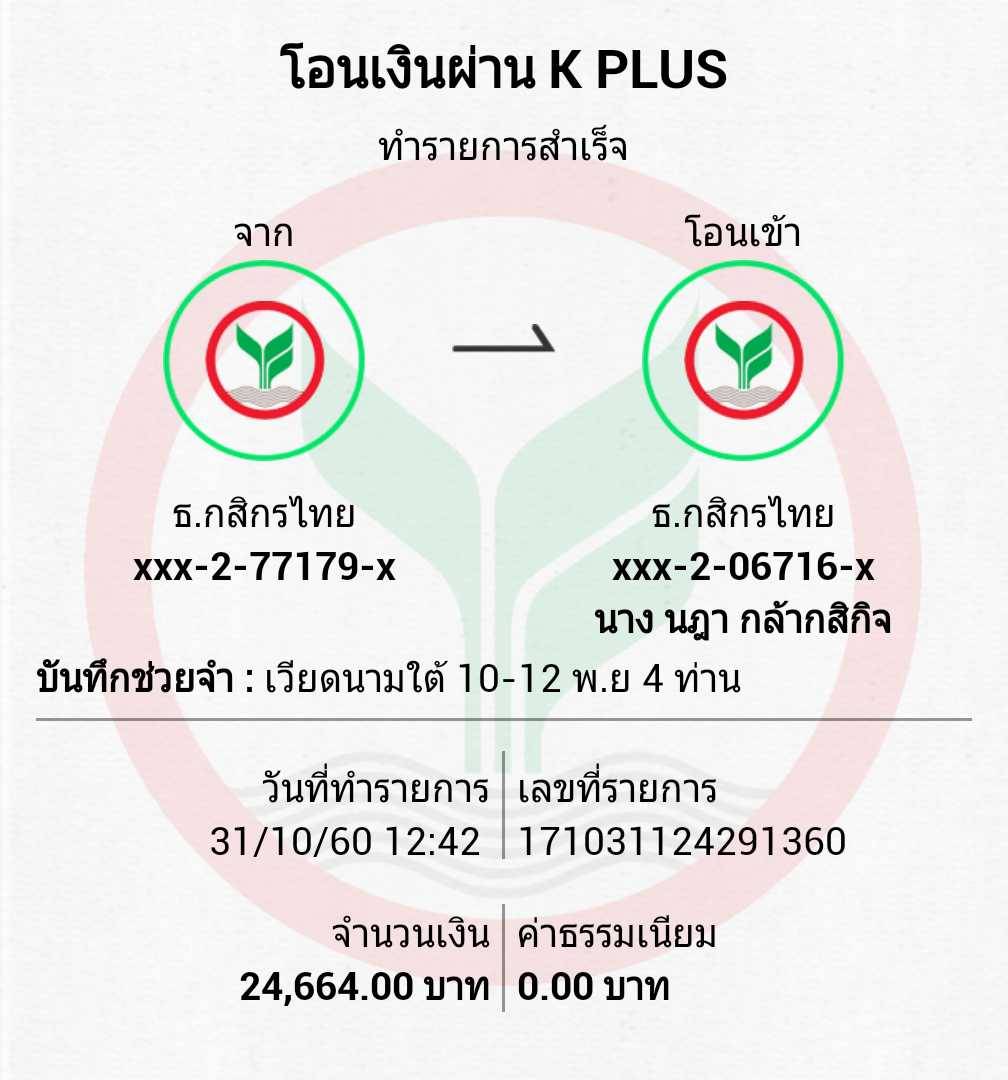 โอนเงินผ่าน K PLUS
ทำรายการสำเร็จ
จาก
โอนเข้า
ธ.กสิกรไทย
xxx-2-77179-x
ธ.กสิกรไทย
xxx-2-06716-x
นาง นฎา กล้ากสิกิจ
บันทึกช่วยจำ : เวียดนามใต้ 10-12 พ.ย 4 ท่าน
วันที่ทำรายการ
31/10/60 12:42
เลขที่รายการ
171031124291360
จำนวนเงิน
24,664.00 บาท
ค่าธรรมเนียม
0.00 บาท